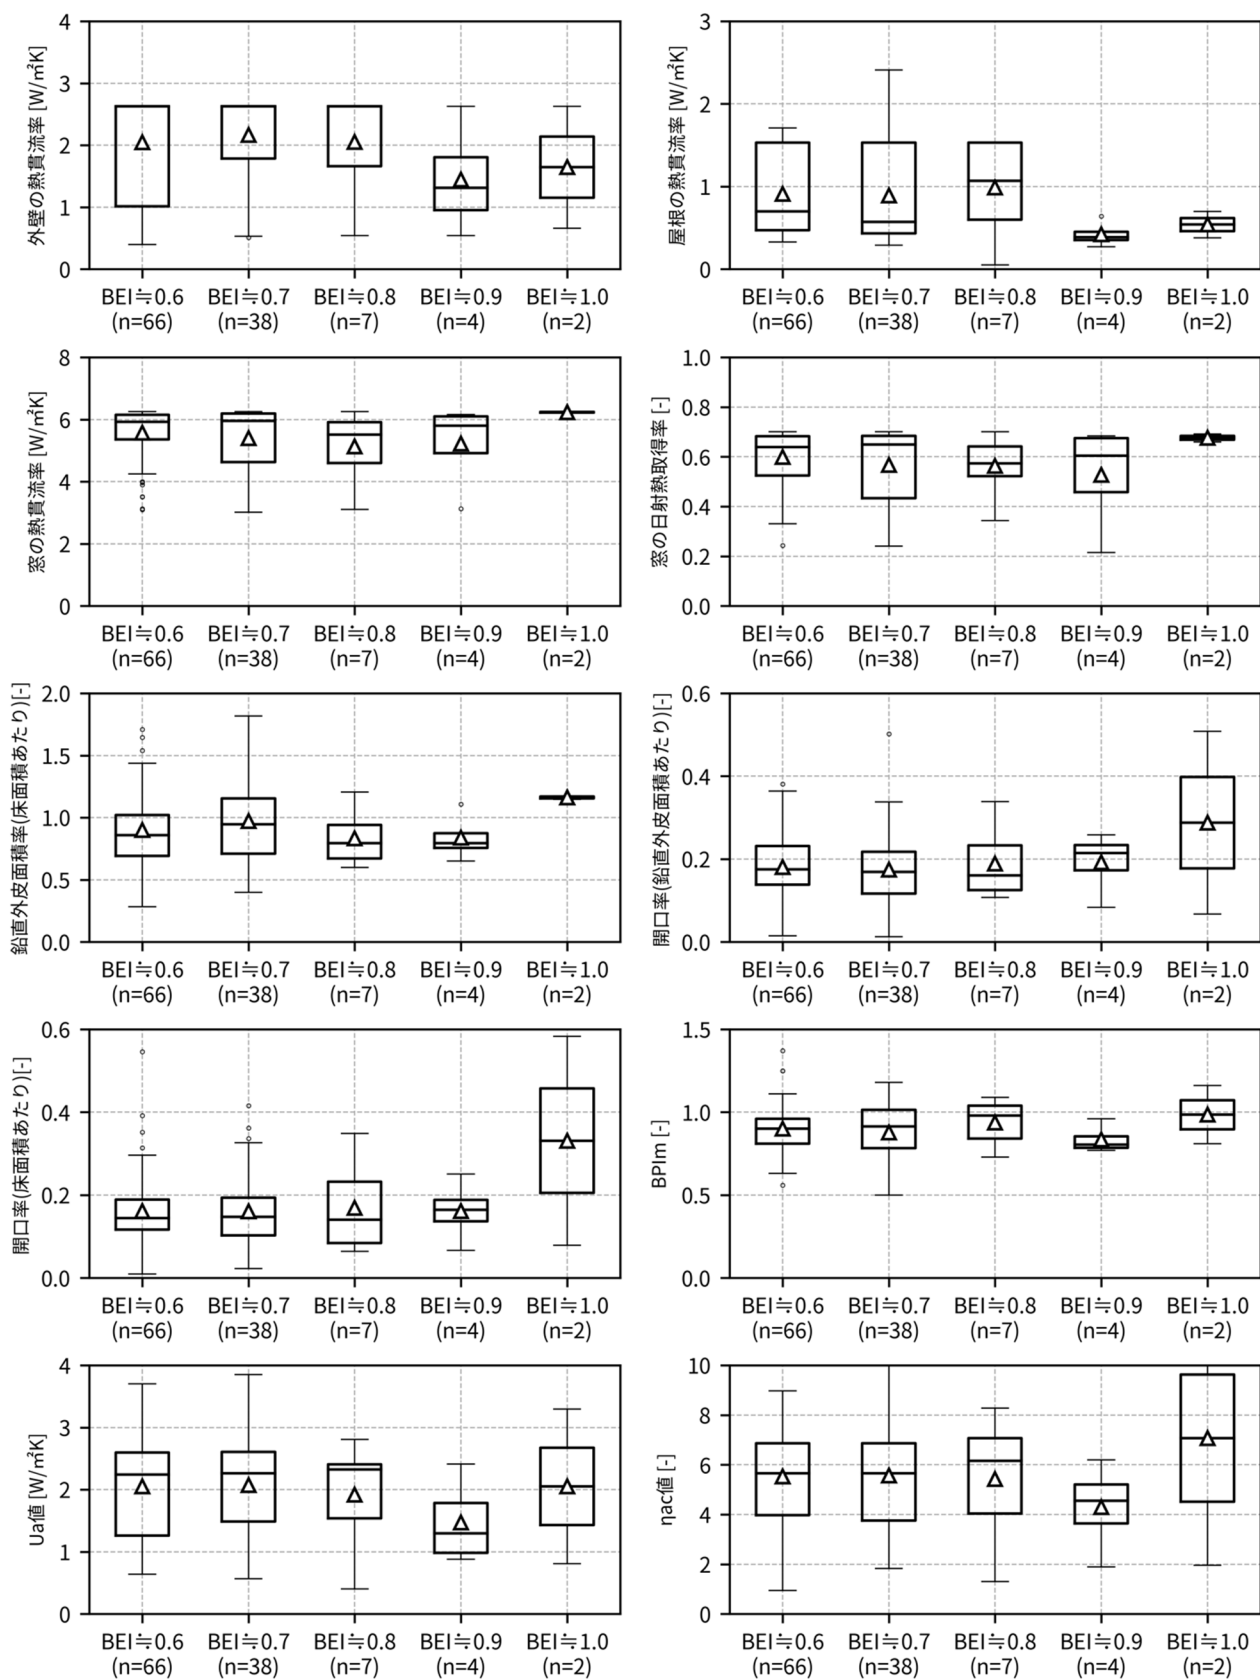 外壁の熱貫流率 [W/㎡K]
4
3
2
1
0
BEI≒0.6 BEI≒0.7 BEI≒0.8 BEI≒0.9 BEI≒1.0
(n=66) (n=38) (n=7) (n=4) (n=2)
屋根の熱貫流率 [W/㎡K]
3
2
1
0
BEI≒0.6 BEI≒0.7 BEI≒0.8 BEI≒0.9 BEI≒1.0
(n=66) (n=38) (n=7) (n=4) (n=2)
窓の熱貫流率 [W/㎡K]
8
6
4
2
0
BEI≒0.6 BEI≒0.7 BEI≒0.8 BEI≒0.9 BEI≒1.0
(n=66) (n=38) (n=7) (n=4) (n=2)
窓の日射熱取得率 [-]
1.0
0.8
0.6
0.4
0.2
0.0
BEI≒0.6 BEI≒0.7 BEI≒0.8 BEI≒0.9 BEI≒1.0
(n=66) (n=38) (n=7) (n=4) (n=2)
鉛直外皮面積率(床面積あたり)[-]
2.0
1.5
1.0
0.5
0.0
BEI≒0.6 BEI≒0.7 BEI≒0.8 BEI≒0.9 BEI≒1.0
(n=66) (n=38) (n=7) (n=4) (n=2)
開口率(鉛直外皮面積あたり)[-]
0.6
0.4
0.2
0.0
BEI≒0.6 BEI≒0.7 BEI≒0.8 BEI≒0.9 BEI≒1.0
(n=66) (n=38) (n=7) (n=4) (n=2)
開口率(床面積あたり)[-]
0.6
0.4
0.2
0.0
BEI≒0.6 BEI≒0.7 BEI≒0.8 BEI≒0.9 BEI≒1.0
(n=66) (n=38) (n=7) (n=4) (n=2)
BPIm [-]
1.5
1.0
0.5
0.0
BEI≒0.6 BEI≒0.7 BEI≒0.8 BEI≒0.9 BEI≒1.0
(n=66) (n=38) (n=7) (n=4) (n=2)
Ua値 [W/㎡K]
4
3
2
1
0
BEI≒0.6 BEI≒0.7 BEI≒0.8 BEI≒0.9 BEI≒1.0
(n=66) (n=38) (n=7) (n=4) (n=2)
ηac値 [-]
10
8
6
4
2
0
BEI≒0.6 BEI≒0.7 BEI≒0.8 BEI≒0.9 BEI≒1.0
(n=66) (n=38) (n=7) (n=4) (n=2)